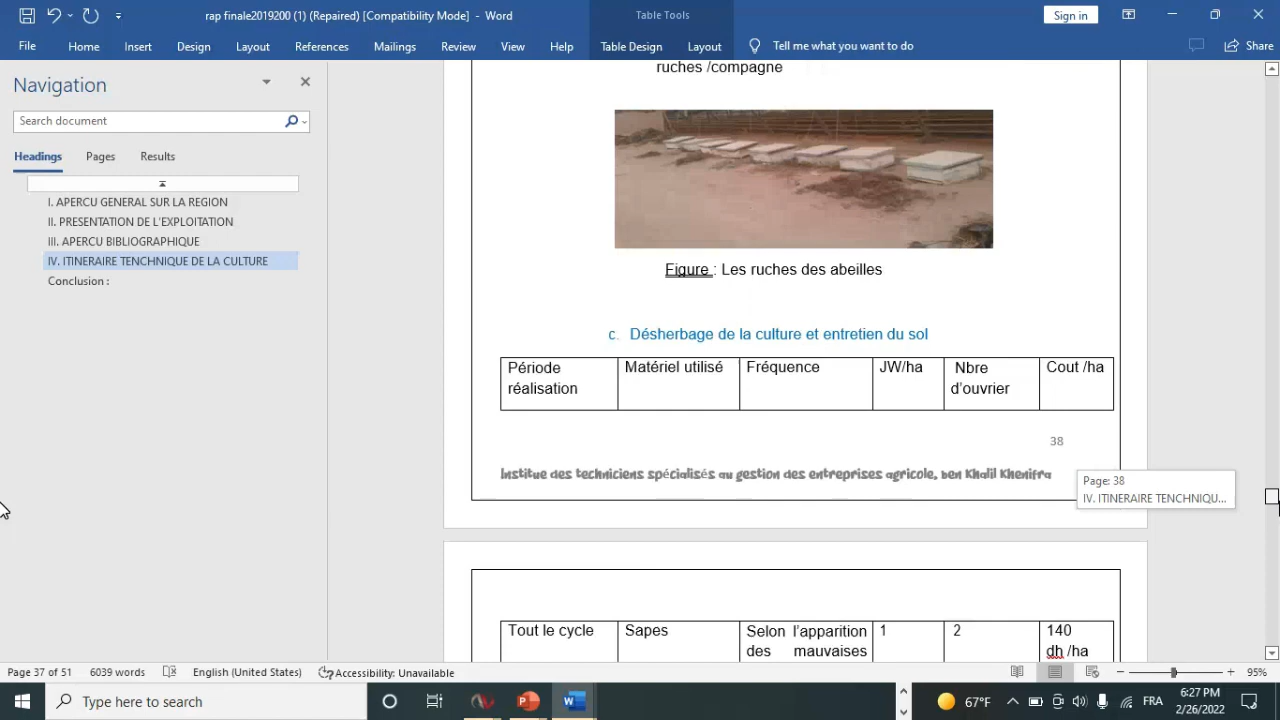 rap finale2019200 (1) (Repaired) [Compatibility Mode] - Word
Table Tools
Sign in
File Home Insert Design Layout References Mailings Review View Help Table Design Layout Tell me what you want to do Share
Navigation
Search document
Headings Pages Results
I. APERCU GENERAL SUR LA REGION
II. PRESENTATION DE L'EXPLOITATION
III. APERCU BIBLIOGRAPHIQUE
IV. ITINERAIRE TENCHNIQUE DE LA CULTURE
Conclusion :
ruches /compagne
Figure : Les ruches des abeilles
c. Désherbage de la culture et entretien du sol
Période réalisation
Matériel utilisé
Fréquence
JW/ha
Nbre d'ouvrier
Cout /ha
38
Institue des techniciens spécialisés au gestion des entreprises agricole, ben Khalil Khenifra
Page: 38
IV. ITINERAIRE TENCHNIQU...
Tout le cycle
Sapes
Selon l'apparition
des mauvaises
1
2
140
dh /ha
Page 37 of 51 6039 words English (United States) Accessibility: Unavailable 95%
Type here to search
67°F
FRA
6:27 PM
2/26/2022